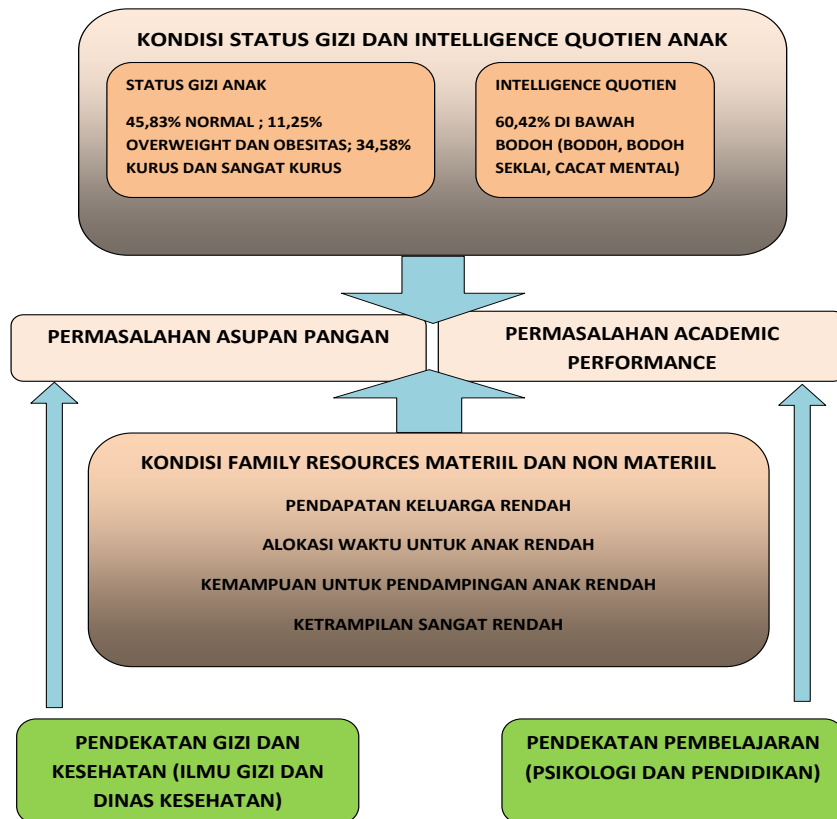 KONDISI STATUS GIZI DAN INTELLIGENCE QUOTIEN ANAK
STATUS GIZI ANAK
45,83% NORMAL ; 11,25%
OVERWEIGHT DAN OBESITAS; 34,58%
KURUS DAN SANGAT KURUS
INTELLIGENCE QUOTIEN
60,42% DI BAWAH
BODOH (BOD0H, BODOH
SEKLAI, CACAT MENTAL)
PERMASALAHAN ASUPAN PANGAN
PERMASALAHAN ACADEMIC
PERFORMANCE
KONDISI FAMILY RESOURCES MATERIIL DAN NON MATERIIL
PENDAPATAN KELUARGA RENDAH
ALOKASI WAKTU UNTUK ANAK RENDAH
KEMAMPUAN UNTUK PENDAMPINGAN ANAK RENDAH
KETRAMPILAN SANGAT RENDAH
PENDEKATAN GIZI DAN
KESEHATAN (ILMU GIZI DAN
DINAS KESEHATAN)
PENDEKATAN PEMBELAJARAN
(PSIKOLOGI DAN PENDIDIKAN)